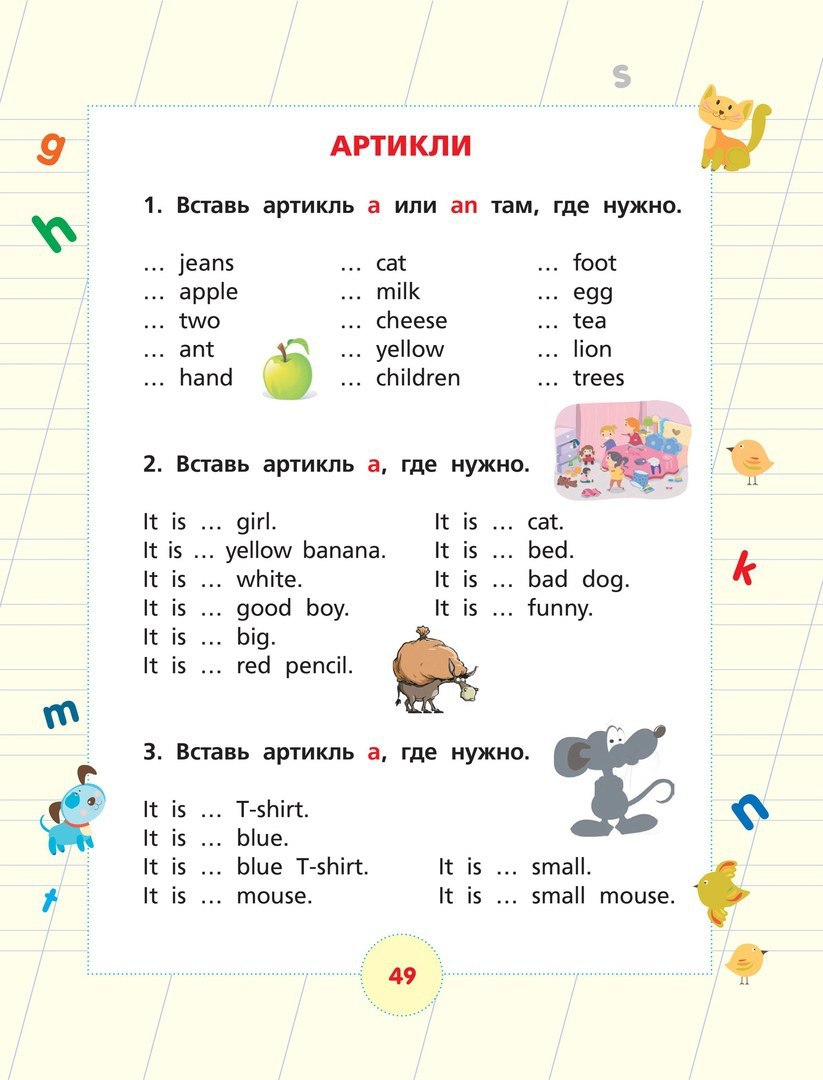 s
g
h
АРТИКЛИ
1. Вставь артикль a или an там, где нужно.
... jeans ... cat ... foot
... apple ... milk ... egg
... two ... cheese ... tea
... ant ... yellow ... lion
... hand ... children ... trees
2. Вставь артикль a, где нужно.
It is ... girl. It is ... cat.
It is ... yellow banana. It is ... bed.
It is ... white. It is ... bad dog.
It is ... good boy. It is ... funny.
It is ... big.
It is ... red pencil.
k
m
3. Вставь артикль a, где нужно.
It is ... T-shirt.
It is ... blue.
It is ... blue T-shirt. It is ... small.
It is ... mouse. It is ... small mouse.
n
t
49